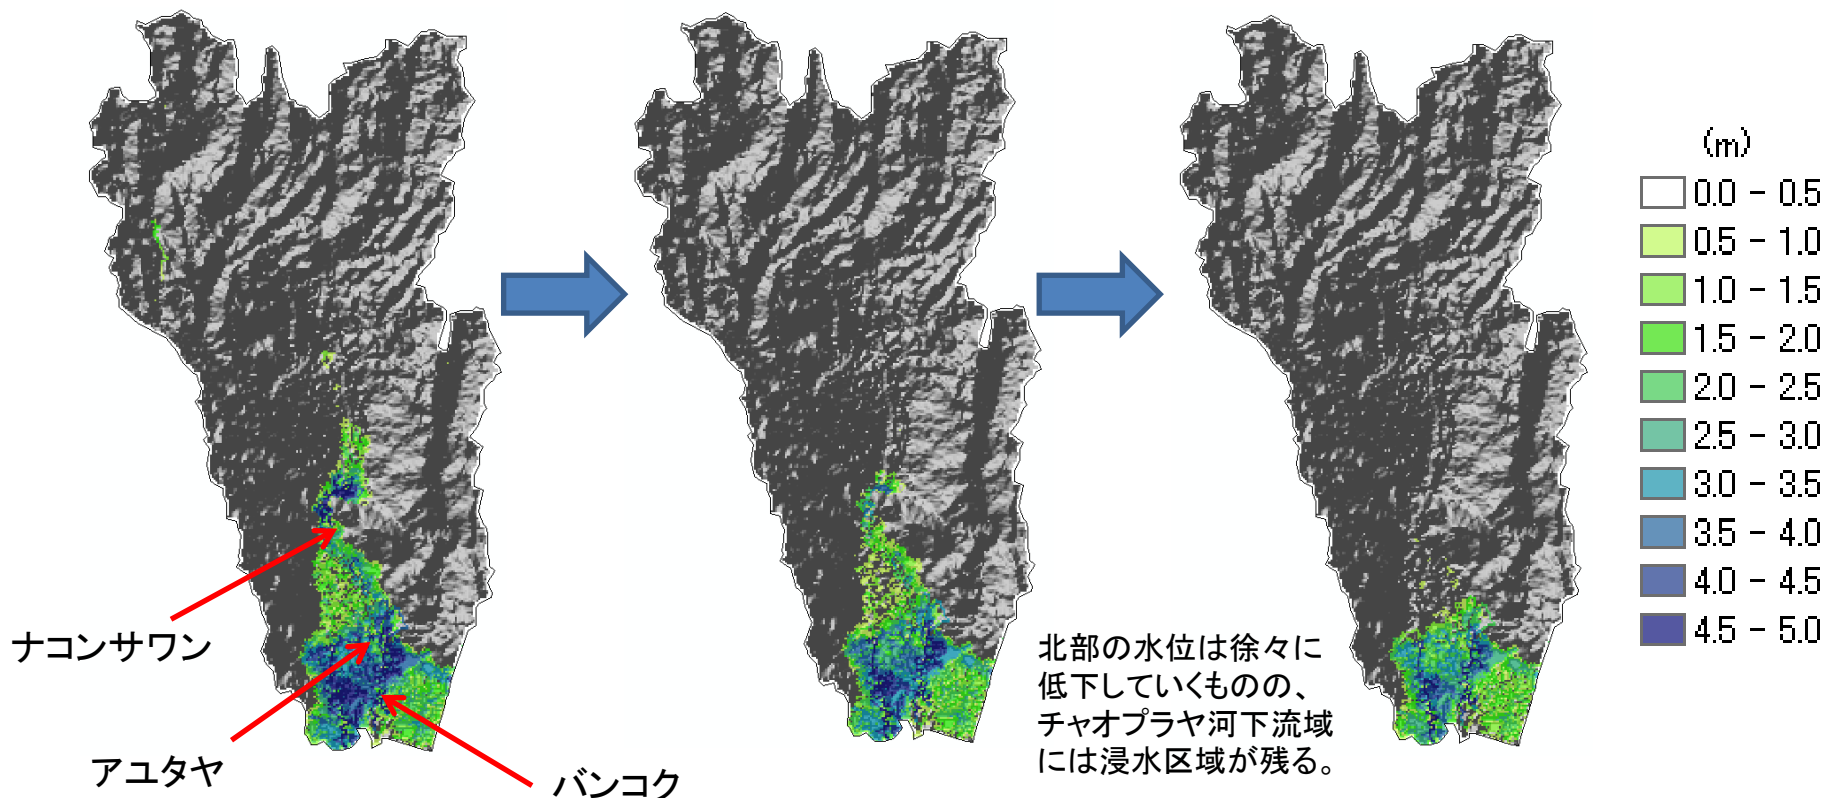 (m)
0.0 - 0.5
0.5 - 1.0
1.0 - 1.5
1.5 - 2.0
2.0 - 2.5
2.5 - 3.0
3.0 - 3.5
3.5 - 4.0
4.0 - 4.5
4.5 - 5.0
ナコンサワン
アユタヤ
バンコク
北部の水位は徐々に
低下していくものの、
チャオプラヤ河下流域
には浸水区域が残る。